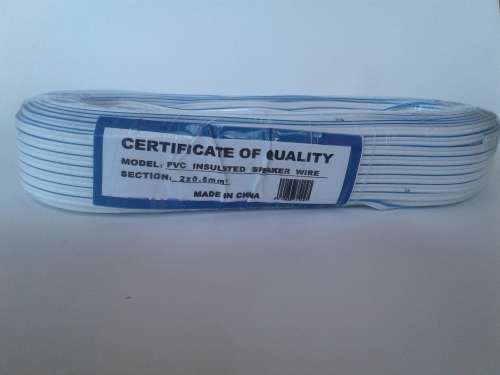 CERTIFICATE OF QUALITY
MODEL: PVC INSULSTED SPEAKER WIRE
SECTION: 2x0.5mm²
MADE IN CHINA